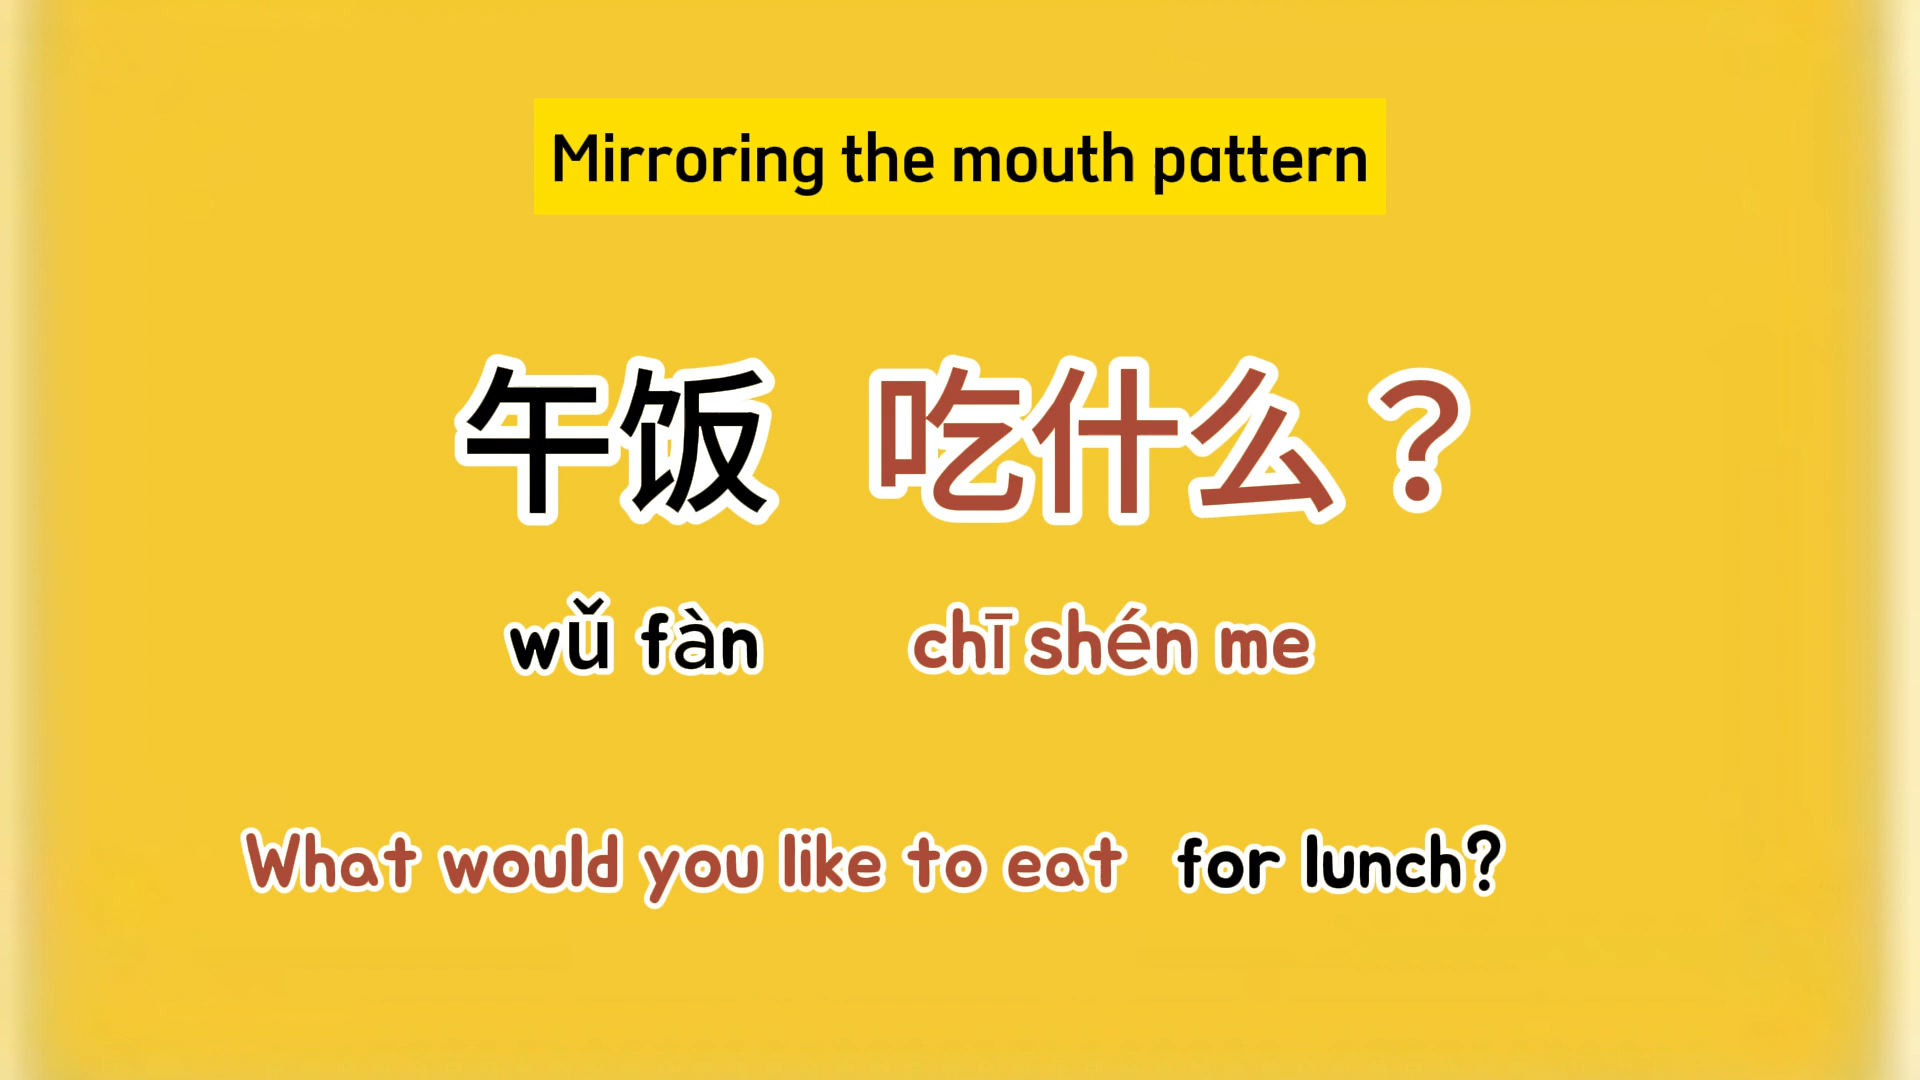 Mirroring the mouth pattern
午饭 吃什么？
wǔ fàn chī shén me
What would you like to eat for lunch?